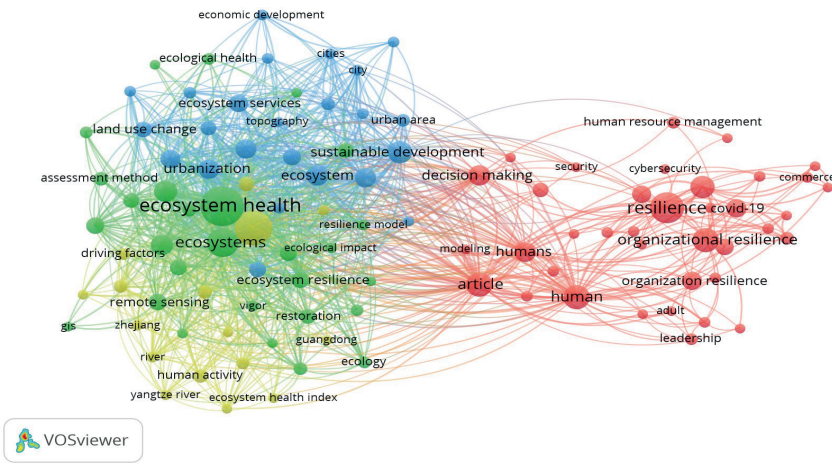 economic development
cities
ecological health
city
ecosystem services
topography
urban area
human resource management
land use change
sustainable development
urbanization
ecosystem
decision making
security
cybersecurity
commerce
assessment method
ecosystem health
resilience
covid-19
resilience model
ecosystems
ecological impact
modeling
humans
organizational resilience
driving factors
ecosystem resilience
article
human
organization resilience
remote sensing
vigor
restoration
adult
gis
zhejiang
guangdong
leadership
river
ecology
human activity
yangtze river
ecosystem health index
VOSviewer